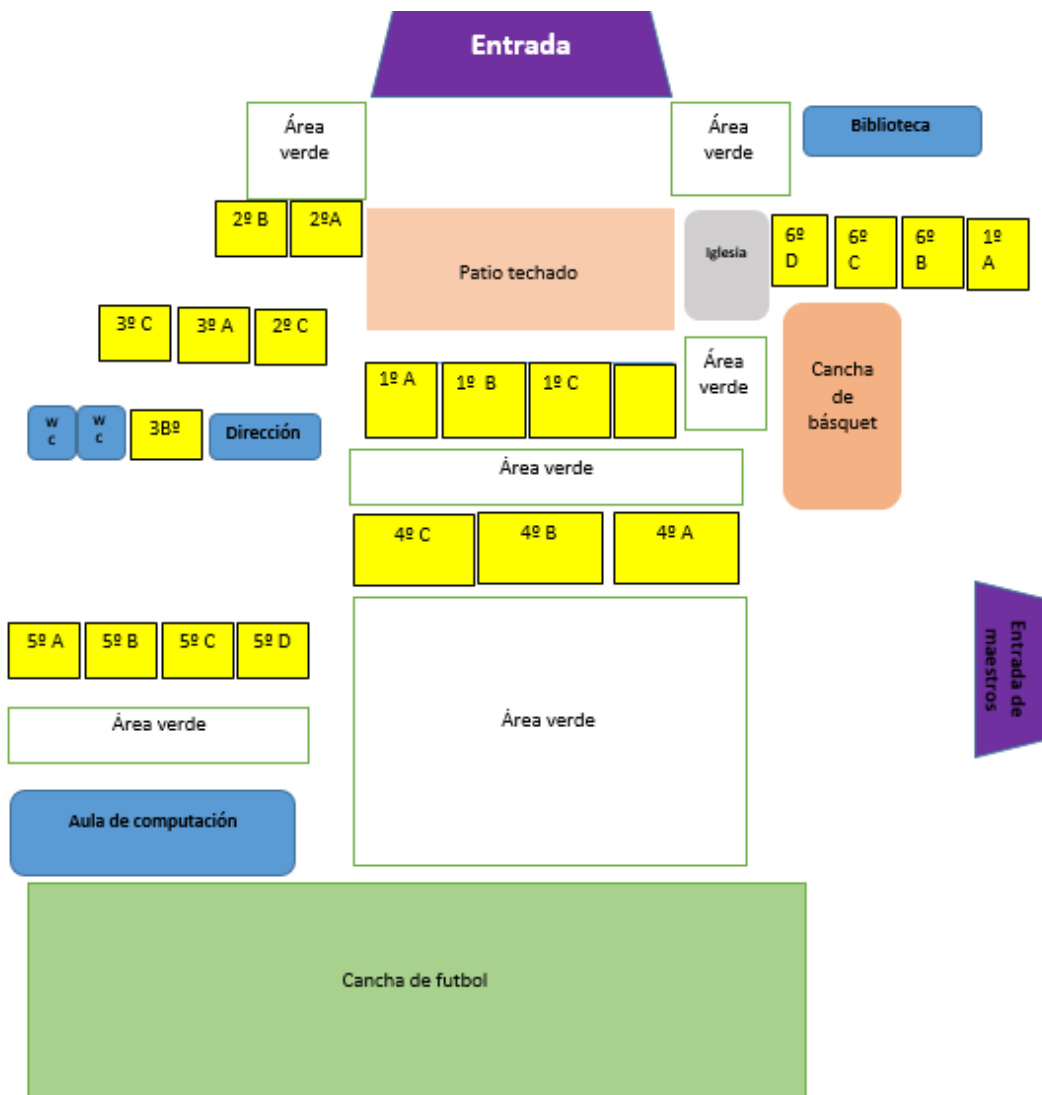 Entrada
Área
verde
Área
verde
Biblioteca
2º B
2ºA
Patio techado
Iglesia
6º
D
6º
C
6º
B
1º
A
3º C
3º A
2º C
1º A
1º B
1º C
Área
verde
Cancha
de
básquet
w
c
w
c
3Bº
Dirección
Área verde
4º C
4º B
4º A
Entrada de
maestros
5º A
5º B
5º C
5º D
Área verde
Área verde
Aula de computación
Cancha de futbol